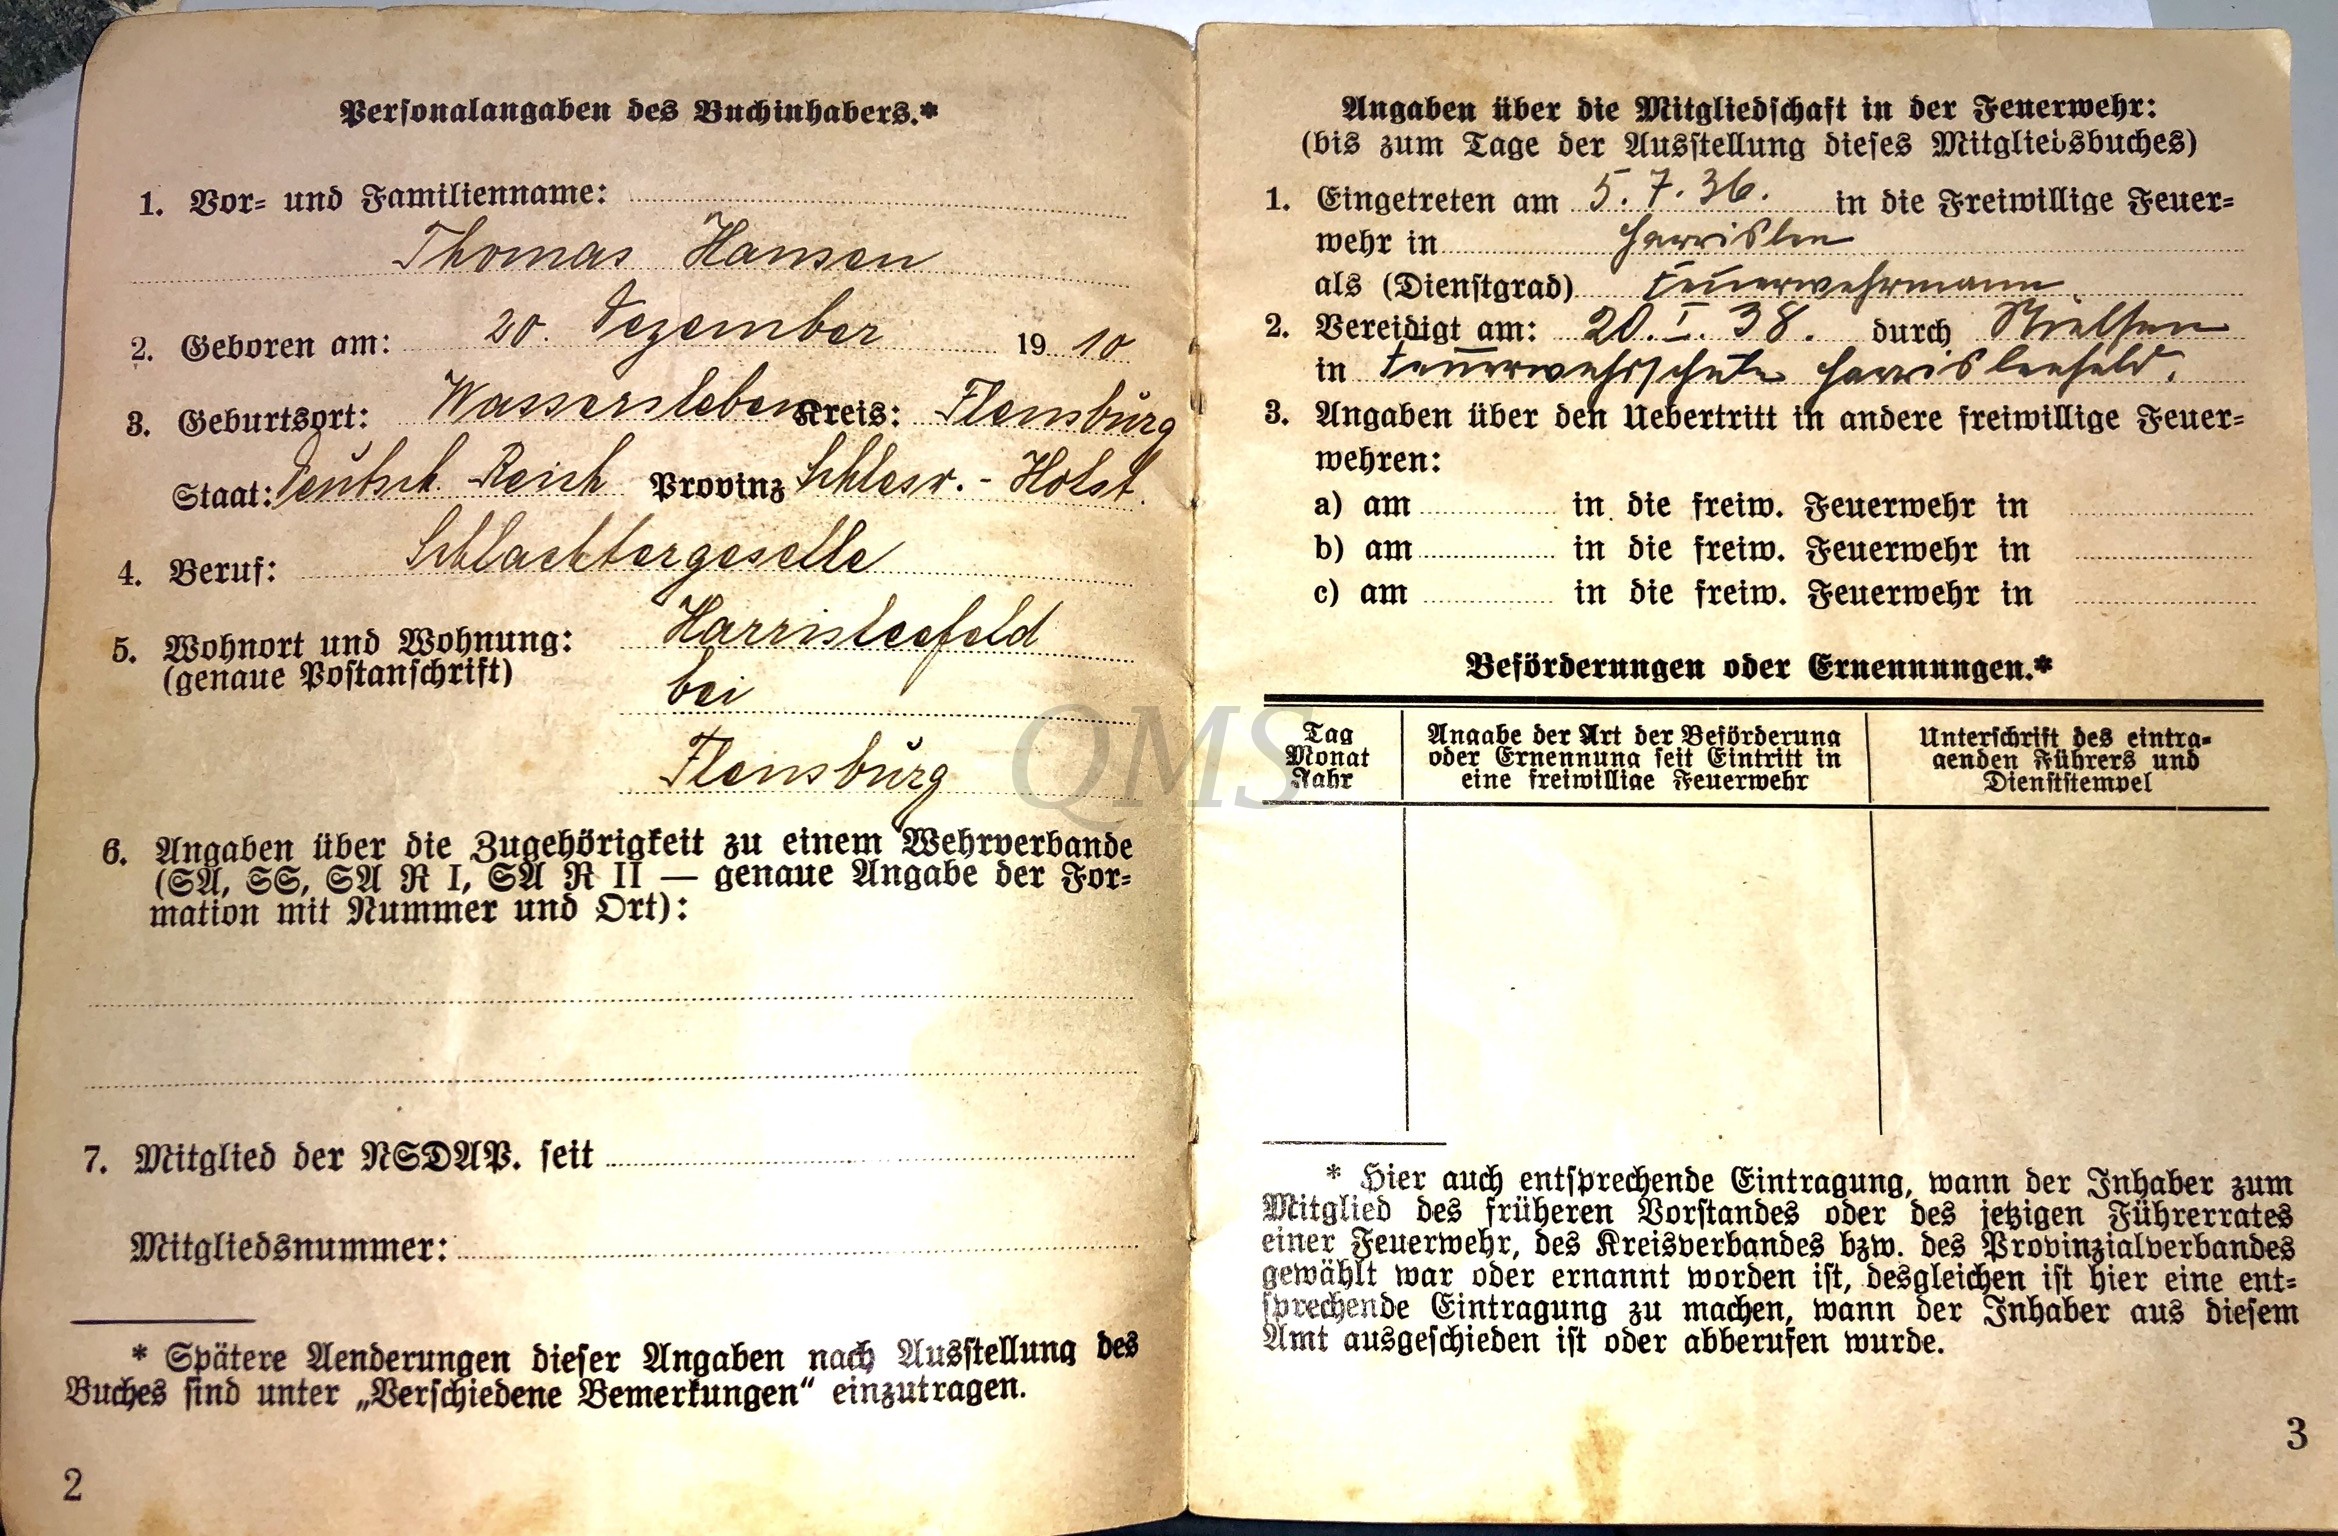 Personalangaben des Buchinhabers.*
1. Vor- und Familienname:
Thomas Hansen
2. Geboren am: 20. Dezember 1910
3. Geburtsort: Wassersleben Kreis: Flensburg
Staat: Deutsch. Reich Provinz Schlesw.-Holst.
4. Beruf: Schlachtergeselle
5. Wohnort und Wohnung: Harrisleefeld
(genaue Postanschrift) bei
Flensburg
6. Angaben über die Zugehörigkeit zu einem Wehrverbande
(SA, SS, SA R I, SA R II — genaue Angabe der For-
mation mit Nummer und Ort):
7. Mitglied der NSDAP. seit
Mitgliedsnummer:
* Spätere Aenderungen dieser Angaben nach Ausstellung des
Buches sind unter „Verschiedene Bemerkungen“ einzutragen.
2
Angaben über die Mitgliedschaft in der Feuerwehr:
(bis zum Tage der Ausstellung dieses Mitgliedsbuches)
1. Eingetreten am 5.7.36. in die Freiwillige Feuer-
wehr in Harrislee
als (Dienstgrad) Feuerwehrmann
2. Vereidigt am: 20.I.38. durch Nielsen
in Feuerwehrschule Harrisleefeld.
3. Angaben über den Uebertritt in andere freiwillige Feuer-
wehren:
a) am in die freiw. Feuerwehr in
b) am in die freiw. Feuerwehr in
c) am in die freiw. Feuerwehr in
Beförderungen oder Ernennungen.*
Tag
Monat
Jahr
Angabe der Art der Beförderung
oder Ernennung seit Eintritt in
eine freiwillige Feuerwehr
Unterschrift des eintra-
genden Führers und
Dienststempel
* Hier auch entsprechende Eintragung, wann der Inhaber zum
Mitglied des früheren Vorstandes oder des jetzigen Führerrates
einer Feuerwehr, des Kreisverbandes bzw. des Provinzialverbandes
gewählt war oder ernannt worden ist, desgleichen ist hier eine ent-
sprechende Eintragung zu machen, wann der Inhaber aus diesem
Amt ausgeschieden ist oder abberufen wurde.
3
QMS